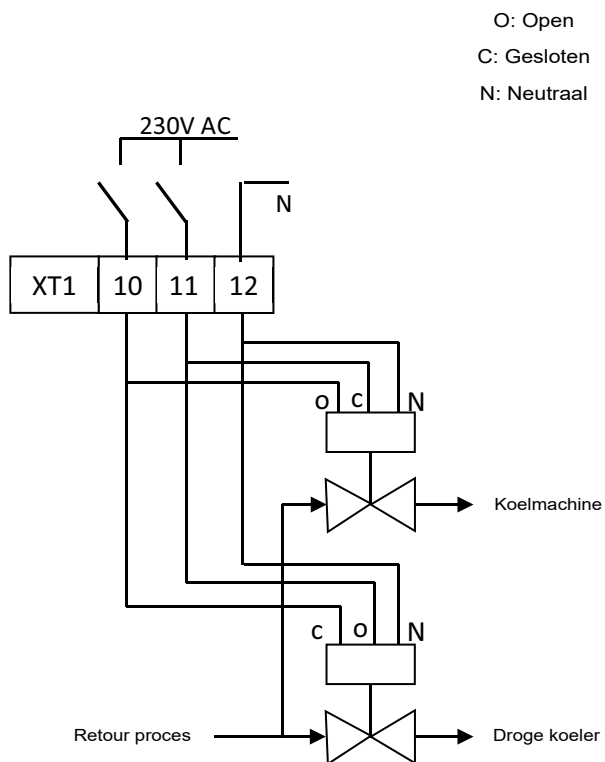 O: Open
C: Gesloten
N: Neutraal
230V AC
N
XT1 10 11 12
O C N
Koelmachine
C O N
Retour proces
Droge koeler